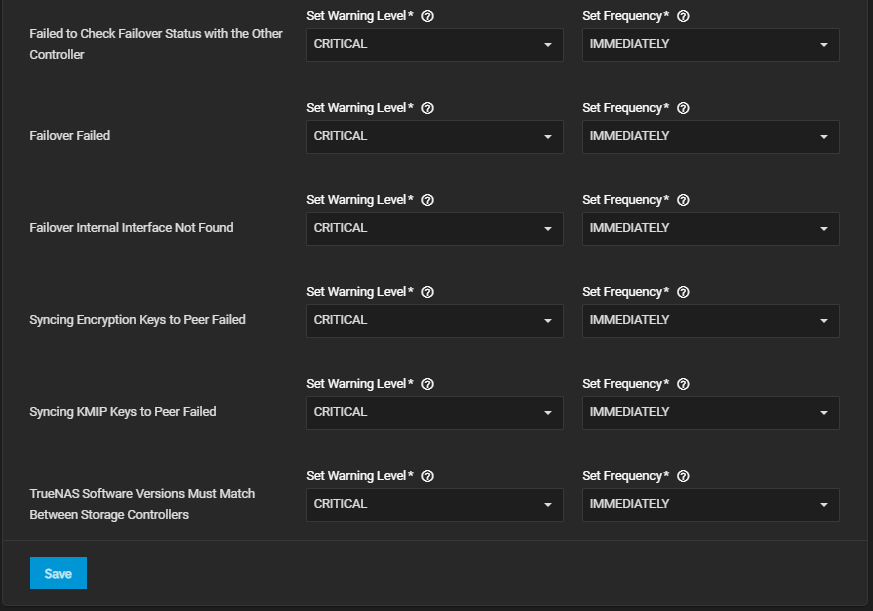 Set Warning Level* Set Frequency*
Failed to Check Failover Status with the Other
Controller
CRITICAL IMMEDIATELY
Set Warning Level* Set Frequency*
Failover Failed CRITICAL IMMEDIATELY
Set Warning Level* Set Frequency*
Failover Internal Interface Not Found CRITICAL IMMEDIATELY
Set Warning Level* Set Frequency*
Syncing Encryption Keys to Peer Failed CRITICAL IMMEDIATELY
Set Warning Level* Set Frequency*
Syncing KMIP Keys to Peer Failed CRITICAL IMMEDIATELY
Set Warning Level* Set Frequency*
TrueNAS Software Versions Must Match
Between Storage Controllers
CRITICAL IMMEDIATELY
Save